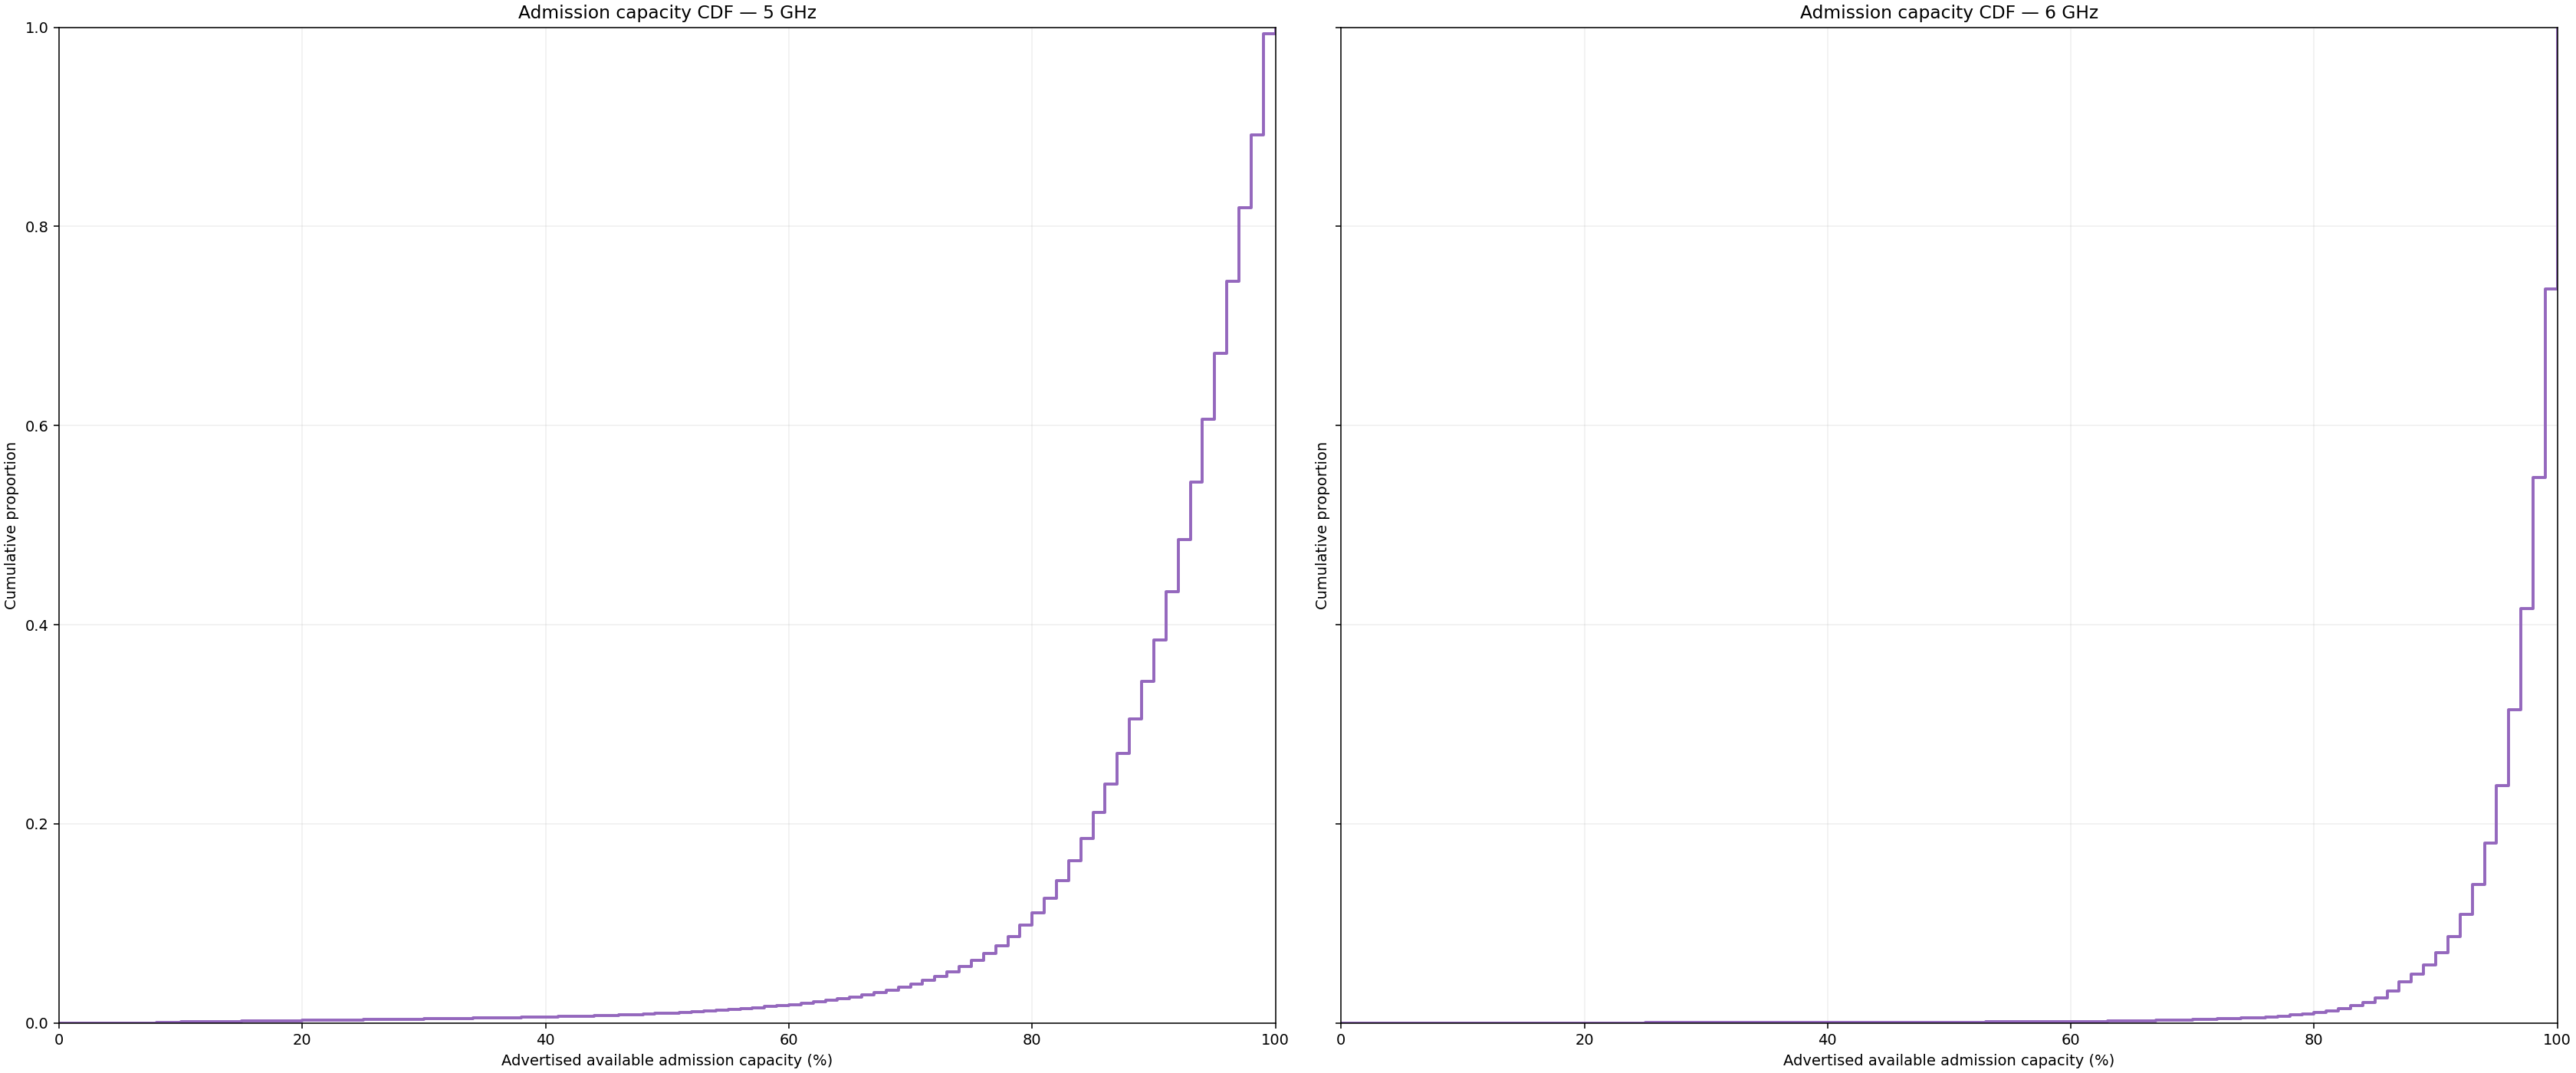 Admission capacity CDF — 5 GHz
1.0
0.8
0.6
0.4
0.2
0.0
Cumulative proportion
0 20 40 60 80 100
Advertised available admission capacity (%)
Admission capacity CDF — 6 GHz
Cumulative proportion
0 20 40 60 80 100
Advertised available admission capacity (%)